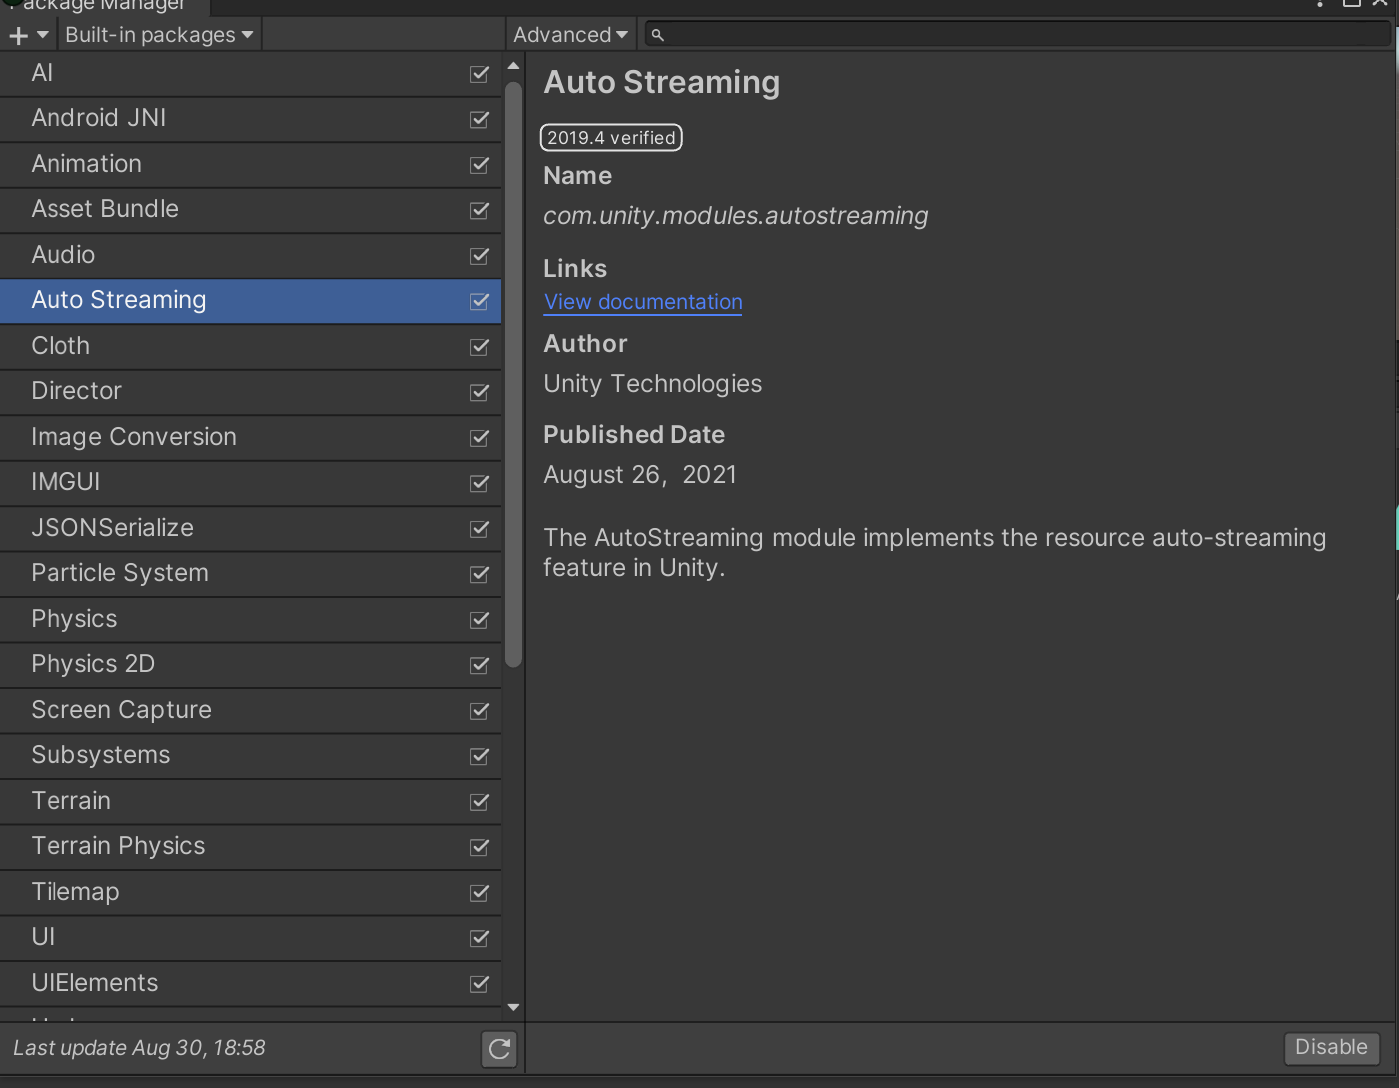 Package Manager
Built-in packages
Advanced
AI
Android JNI
Animation
Asset Bundle
Audio
Auto Streaming
Cloth
Director
Image Conversion
IMGUI
JSONSerialize
Particle System
Physics
Physics 2D
Screen Capture
Subsystems
Terrain
Terrain Physics
Tilemap
UI
UIElements
Last update Aug 30, 18:58
Auto Streaming
2019.4 verified
Name
com.unity.modules.autostreaming
Links
View documentation
Author
Unity Technologies
Published Date
August 26, 2021
The AutoStreaming module implements the resource auto-streaming
feature in Unity.
Disable